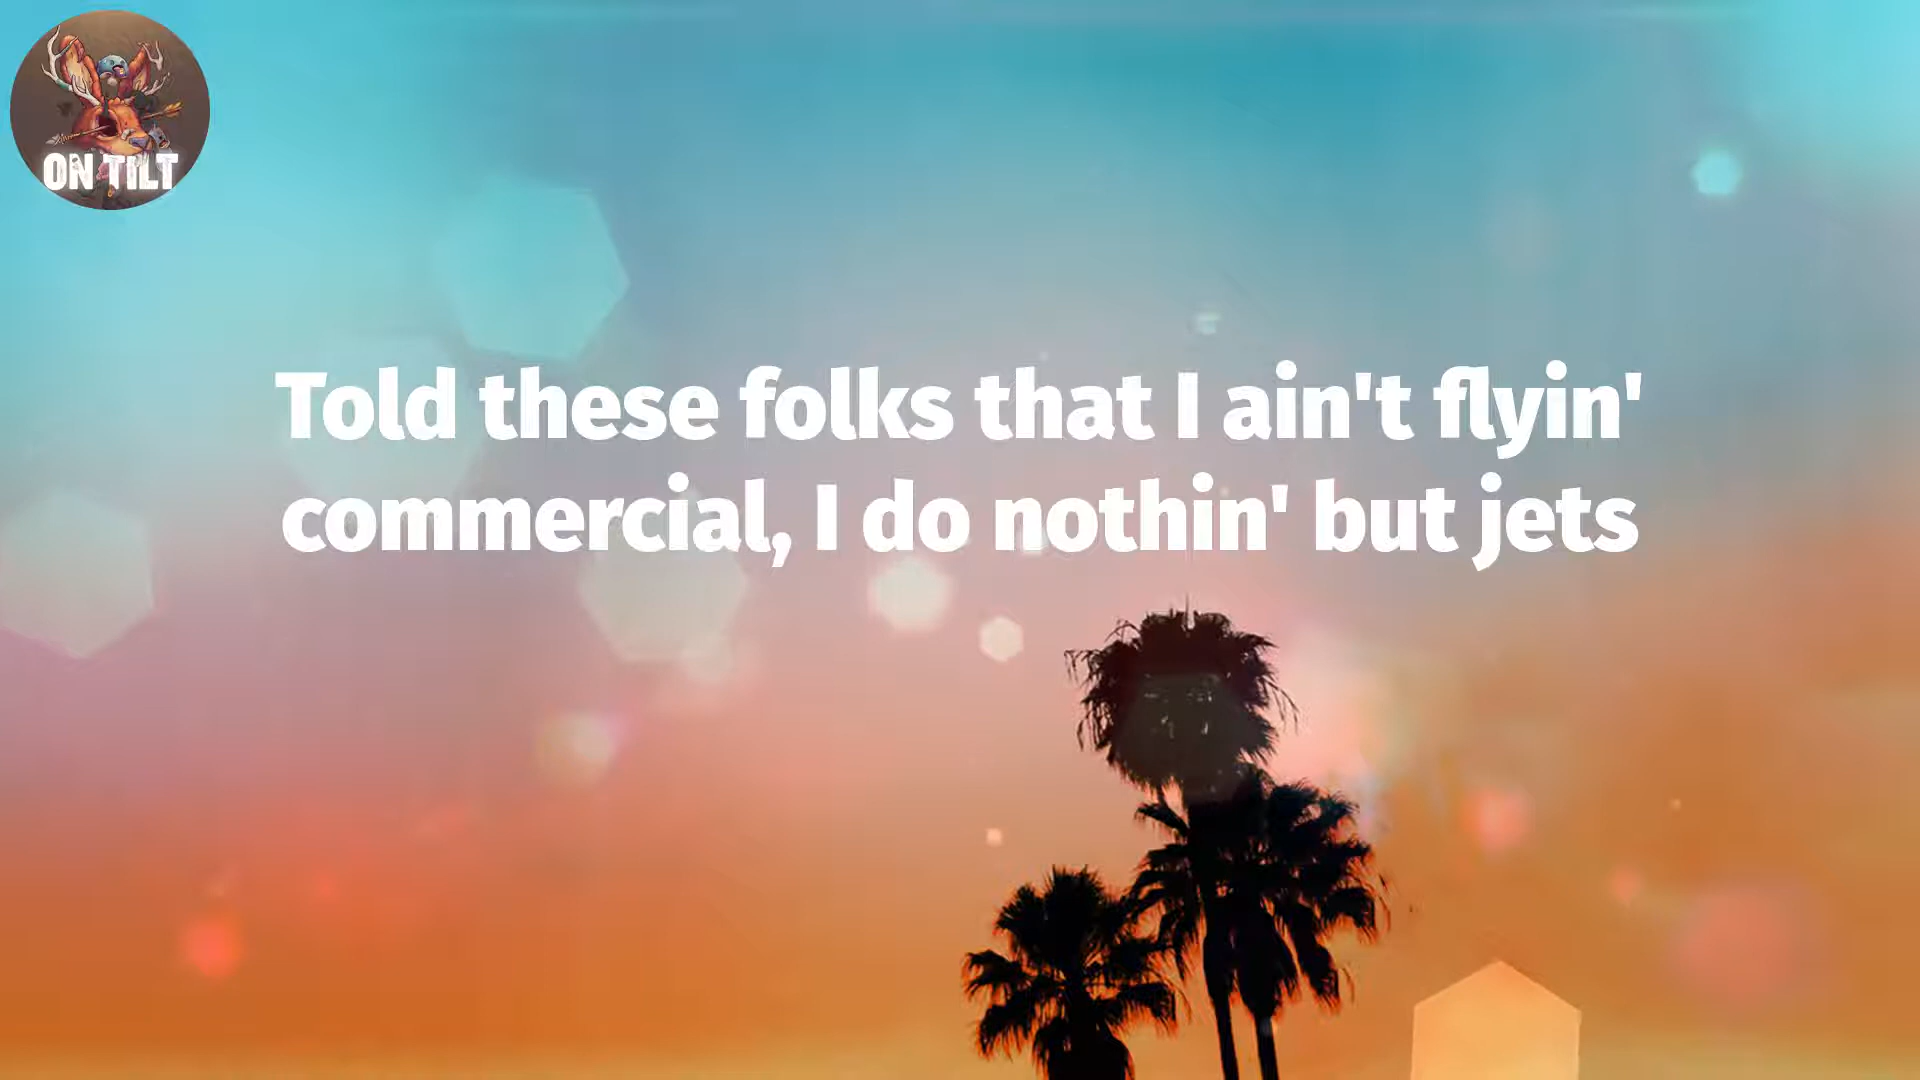 ON TILT
Told these folks that I ain't flyin'
commercial, I do nothin' but jets